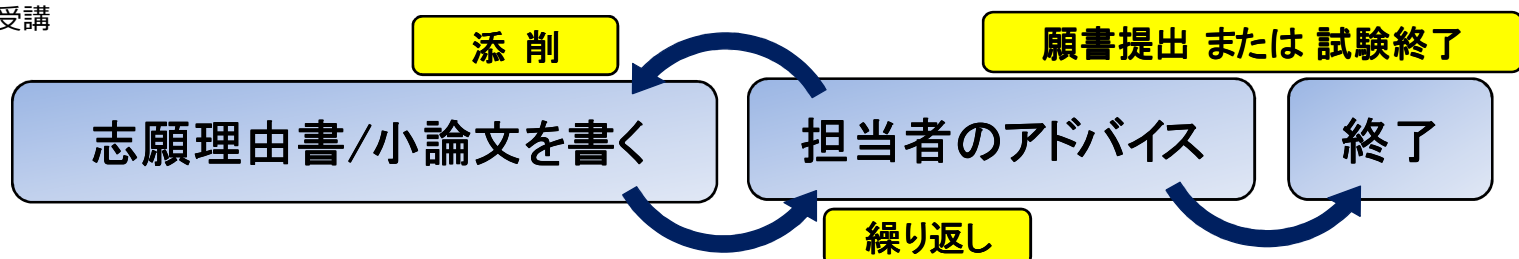 受講
添 削
願書提出 または 試験終了
志願理由書/小論文を書く
担当者のアドバイス
終了
繰り返し